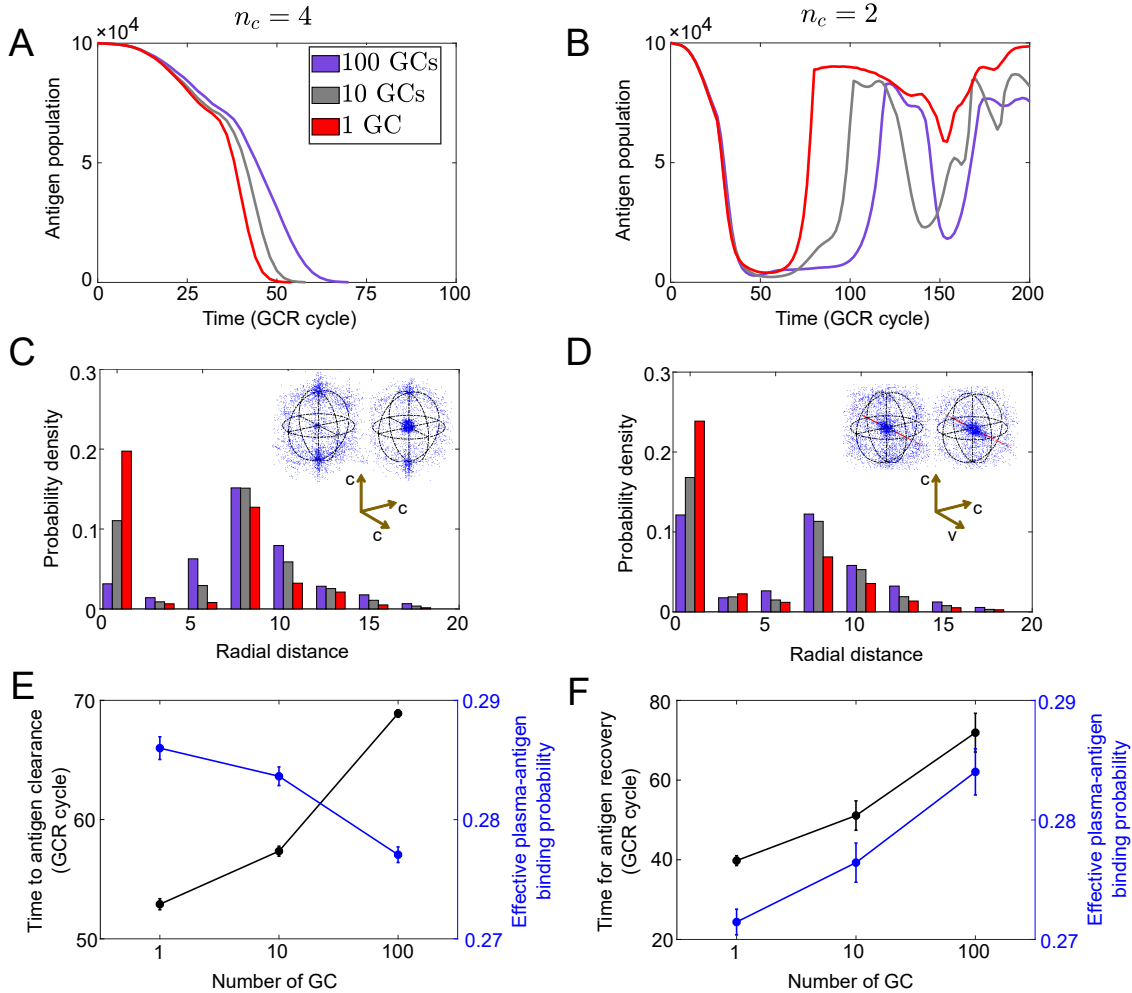 n_c = 4
n_c = 2
A
×10^4
10
5
0
0
25
50
75
100
Antigen population
Time (GCR cycle)
100 GCs
10 GCs
1 GC
B
×10^4
10
5
0
0
50
100
150
200
Antigen population
Time (GCR cycle)
C
0.3
0.2
0.1
0
0
5
10
15
20
Probability density
Radial distance
c
c
c
D
0.3
0.2
0.1
0
0
5
10
15
20
Probability density
Radial distance
c
c
v
E
70
60
50
Time to antigen clearance
(GCR cycle)
0.29
0.28
0.27
Effective plasma-antigen
binding probability
1
10
100
Number of GC
F
80
60
40
20
Time for antigen recovery
(GCR cycle)
0.29
0.28
0.27
Effective plasma-antigen
binding probability
1
10
100
Number of GC